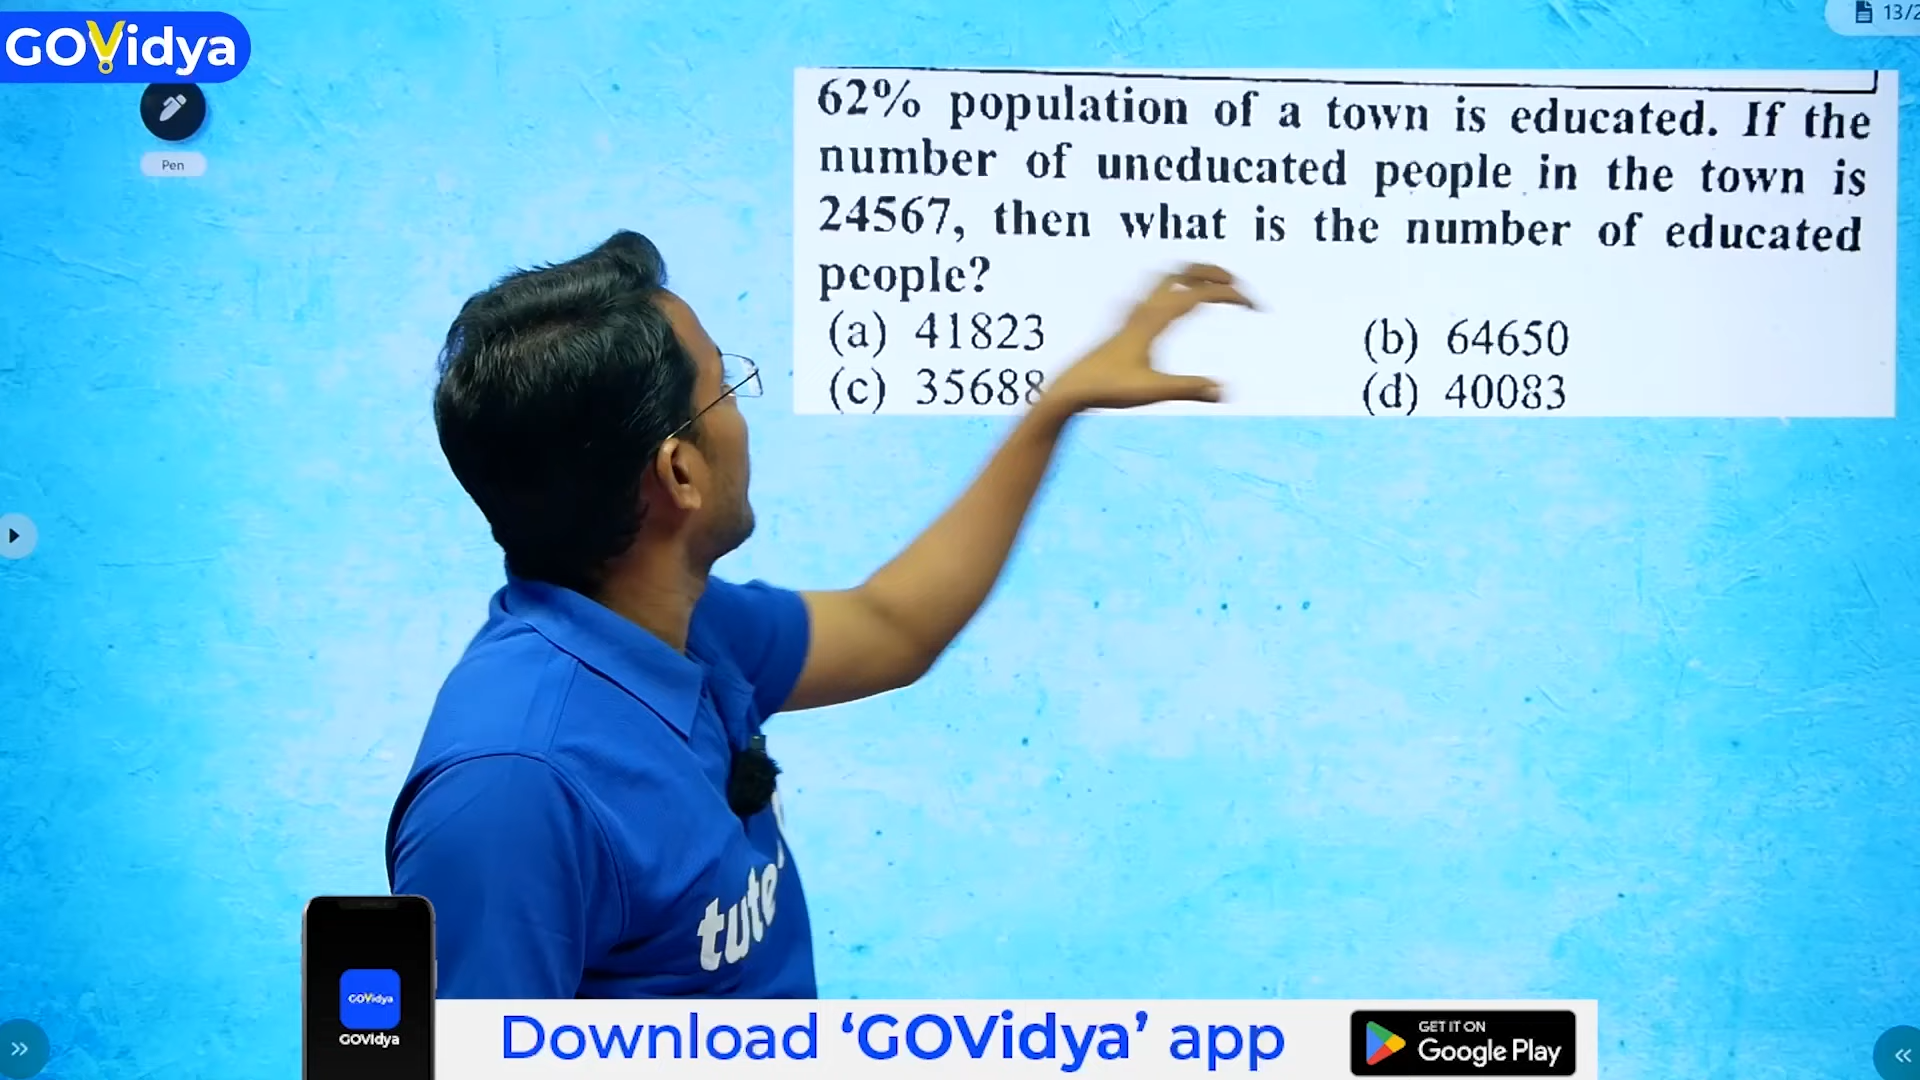 GOVidya
13/2
Pen
62% population of a town is educated. If the
number of uneducated people in the town is
24567, then what is the number of educated
people?
(a) 41823 (b) 64650
(c) 35688 (d) 40083
tute
GOVidya
GOVidya
Download ‘GOVidya’ app
GET IT ON
Google Play